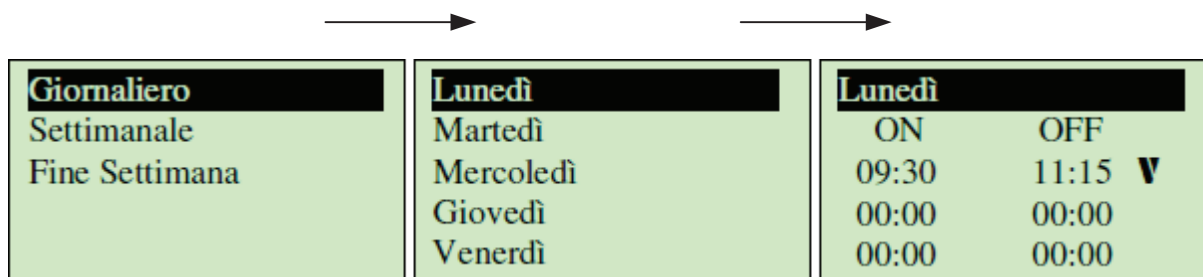 Giornaliero
Settimanale
Fine Settimana
Lunedì
Martedì
Mercoledì
Giovedì
Venerdì
Lunedì
ON OFF
09:30 11:15 V
00:00 00:00
00:00 00:00